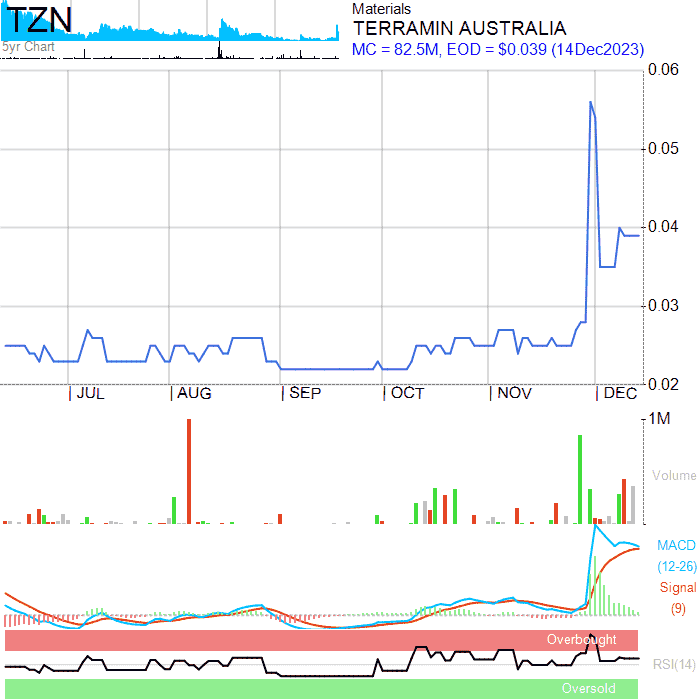 TZN
5yr Chart
Materials
TERRAMIN AUSTRALIA
MC = 82.5M, EOD = $0.039 (14Dec2023)
0.06
0.05
0.04
0.03
0.02
JUL AUG SEP OCT NOV DEC
1M
Volume
MACD
(12-26)
Signal
(9)
Overbought
RSI(14)
Oversold